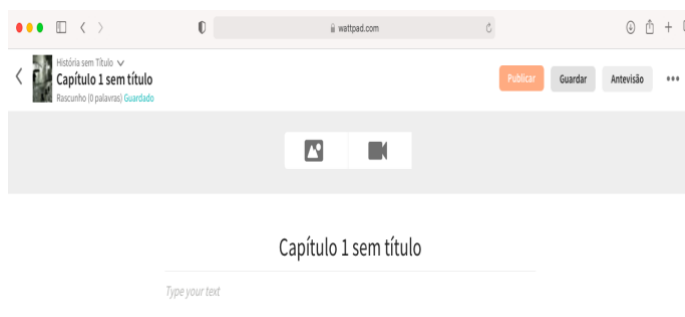 wattpad.com
História sem Título
Capítulo 1 sem título
Rascunho (0 palavras) Guardado
Publicar
Guardar
Antevisão
Capítulo 1 sem título
Type your text